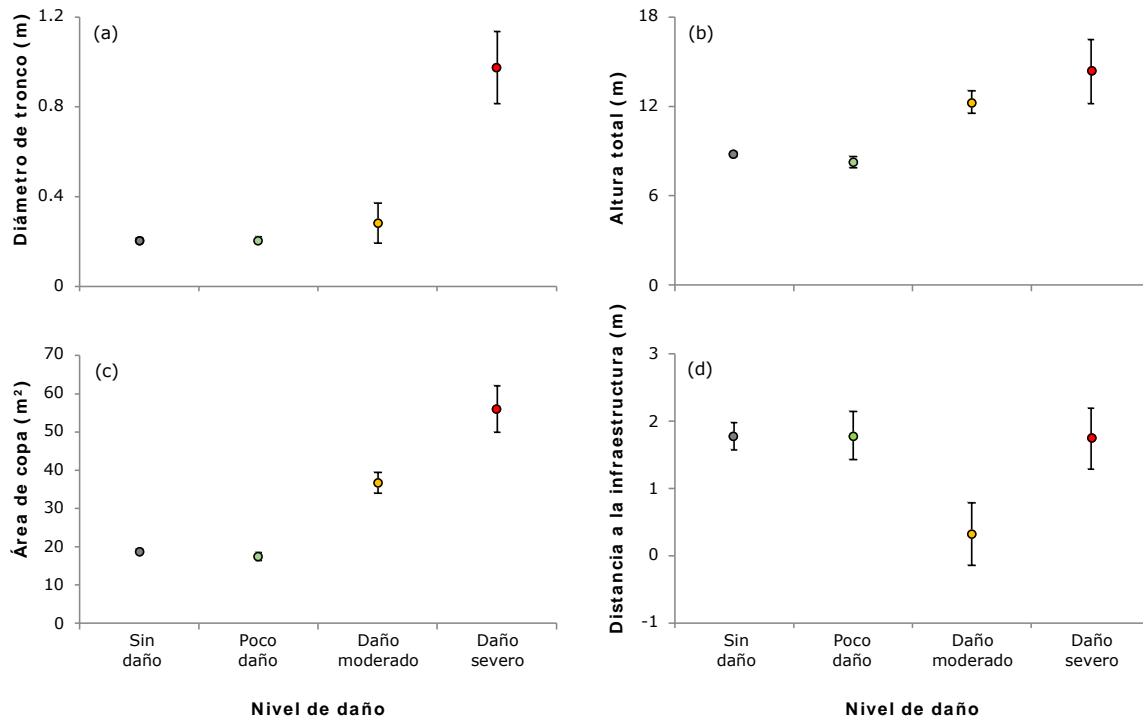 (a)
Diámetro de tronco (m)
1.2
0.8
0.4
0
(b)
Altura total (m)
18
12
6
0
(c)
Área de copa (m²)
70
60
50
40
30
20
10
0
Sin daño
Poco daño
Daño moderado
Daño severo
Nivel de daño
(d)
Distancia a la infraestructura (m)
3
2
1
0
-1
Sin daño
Poco daño
Daño moderado
Daño severo
Nivel de daño